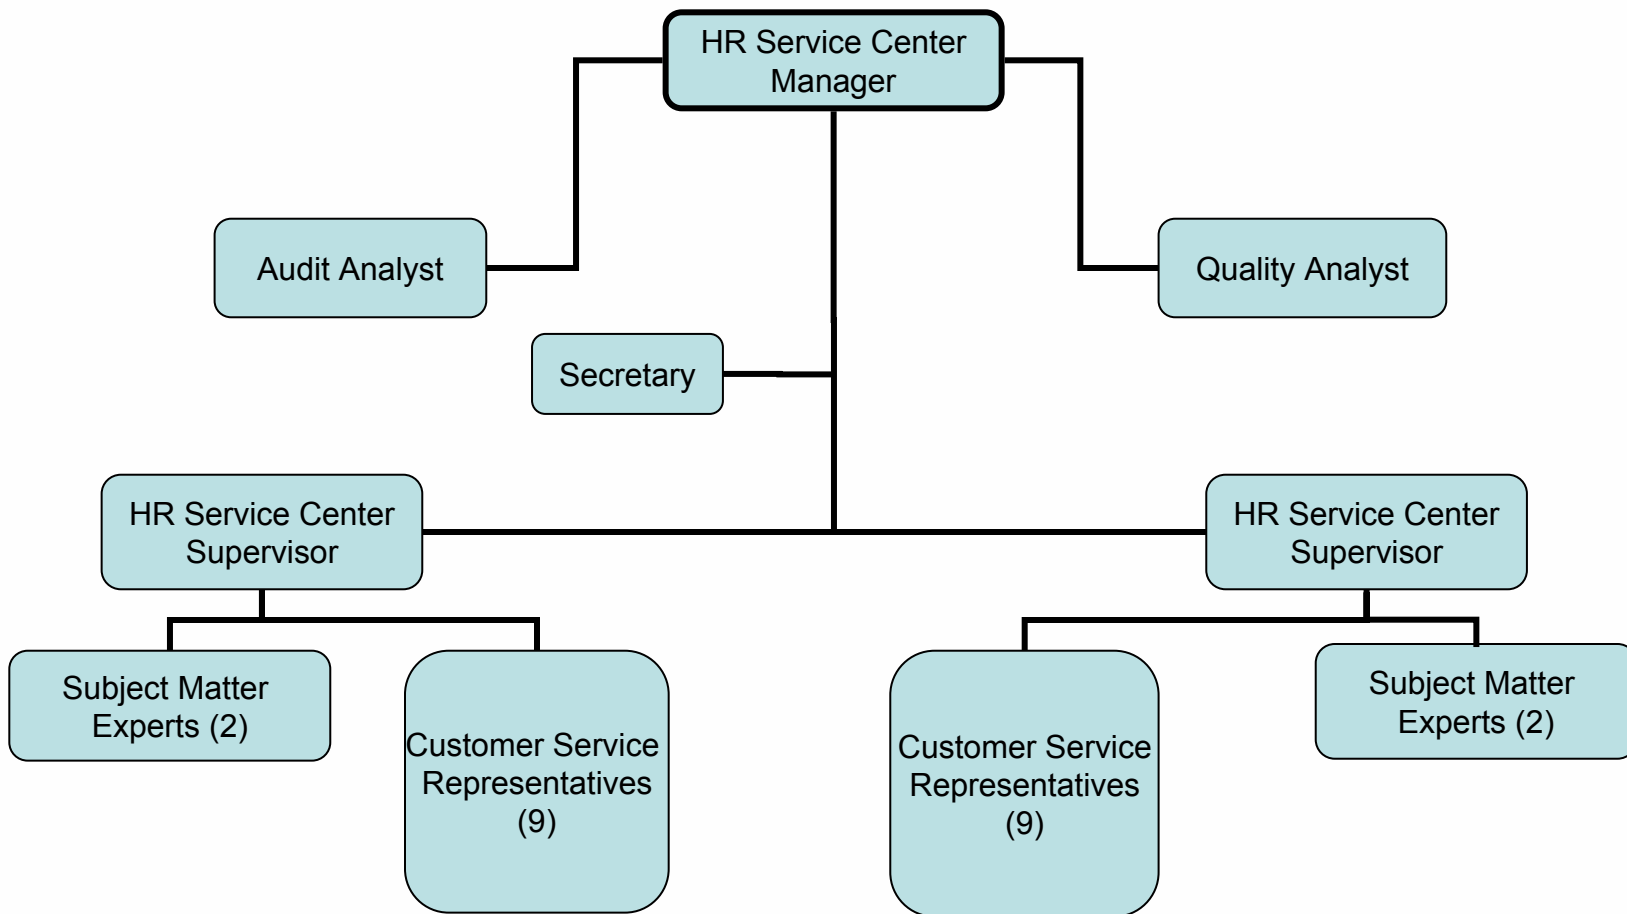 HR Service Center
Manager
Audit Analyst
Quality Analyst
Secretary
HR Service Center
Supervisor
HR Service Center
Supervisor
Subject Matter
Experts (2)
Customer Service
Representatives
(9)
Customer Service
Representatives
(9)
Subject Matter
Experts (2)